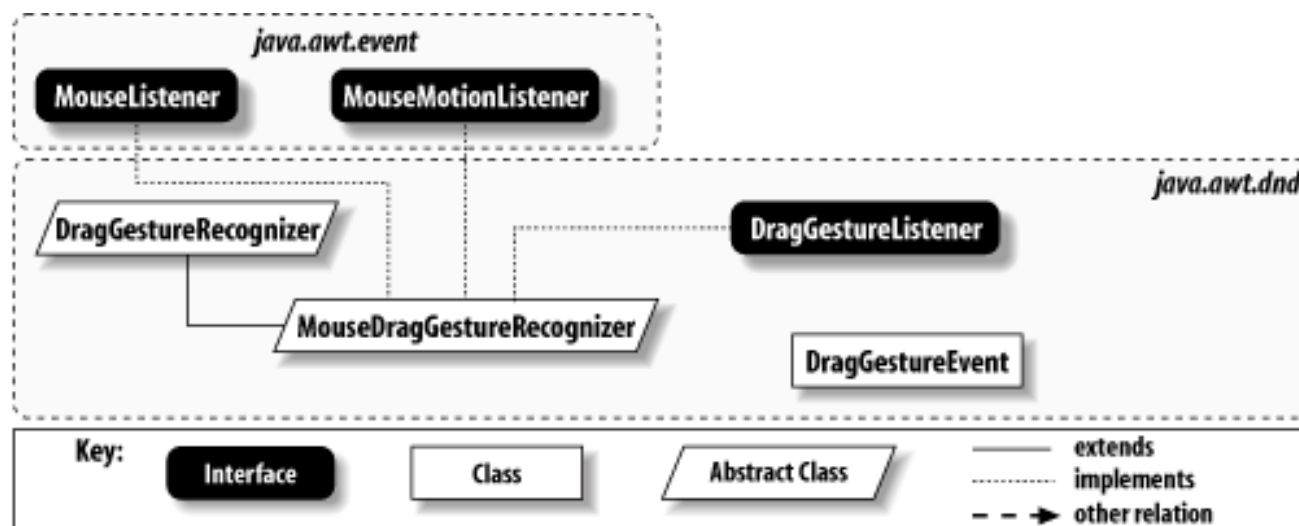 java.awt.event
MouseListener
MouseMotionListener
java.awt.dnd
DragGestureRecognizer
DragGestureListener
MouseDragGestureRecognizer
DragGestureEvent
Key:
Interface
Class
Abstract Class
extends
implements
other relation